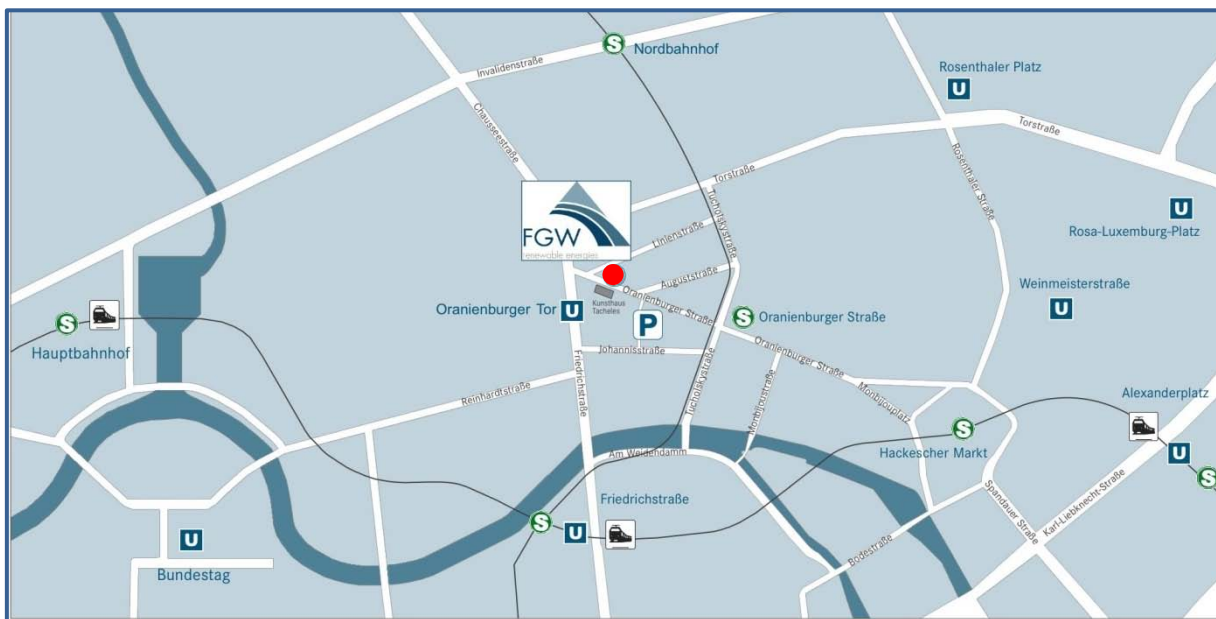 Nordbahnhof
S
Invalidenstraße
Rosenthaler Platz
U
Chausseestraße
Torstraße
Rosenthaler Straße
Torstraße
Tucholskystraße
FGW
renewable energies
Linienstraße
U
Rosa-Luxemburg-Platz
Auguststraße
Weinmeisterstraße
U
Oranienburger Straße
Kunsthaus
Tacheles
Oranienburger Tor
U
P
S
Oranienburger Straße
S
Hauptbahnhof
Johannisstraße
Oranienburger Straße
Friedrichstraße
Reinhardtstraße
Tucholskystraße
Monbijoustraße
Monbijouplatz
Alexanderplatz
U
S
S
Hackescher Markt
Am Weidendamm
Friedrichstraße
S
U
Spandauer Straße
Karl-Liebknecht-Straße
Bodestraße
U
Bundestag